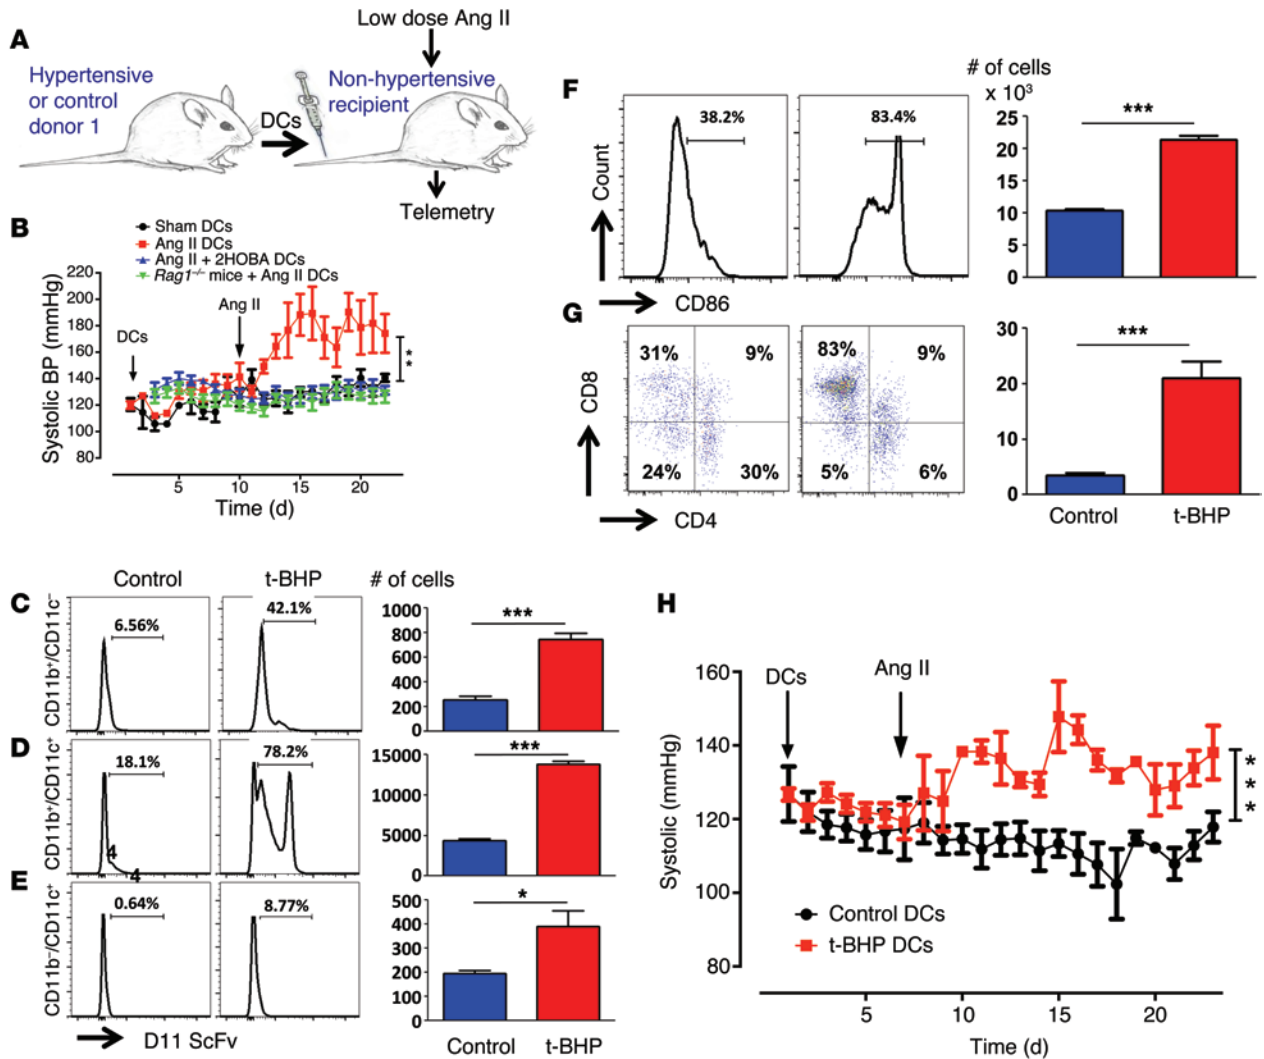 A
Low dose Ang II
Hypertensive
or control
donor 1
DCs
Non-hypertensive
recipient
Telemetry
B
Sham DCs
Ang II DCs
Ang II + 2HOBA DCs
Rag1–/– mice + Ang II DCs
Systolic BP (mmHg)
220
200
180
160
140
120
100
80
DCs
Ang II
**
5
10
15
20
Time (d)
Control
t-BHP
# of cells
C
CD11b+/CD11c–
6.56%
42.1%
1000
800
600
400
200
0
***
D
CD11b+/CD11c+
18.1%
4
4
78.2%
15000
10000
5000
0
***
E
CD11b–/CD11c+
0.64%
8.77%
500
400
300
200
100
0
*
D11 ScFv
Control
t-BHP
F
Count
38.2%
83.4%
CD86
# of cells
x 10³
25
20
15
10
5
0
***
G
CD8
31%
9%
24%
30%
83%
9%
5%
6%
CD4
30
20
10
0
***
Control
t-BHP
H
Systolic (mmHg)
160
140
120
100
80
DCs
Ang II
***
Control DCs
t-BHP DCs
5
10
15
20
Time (d)